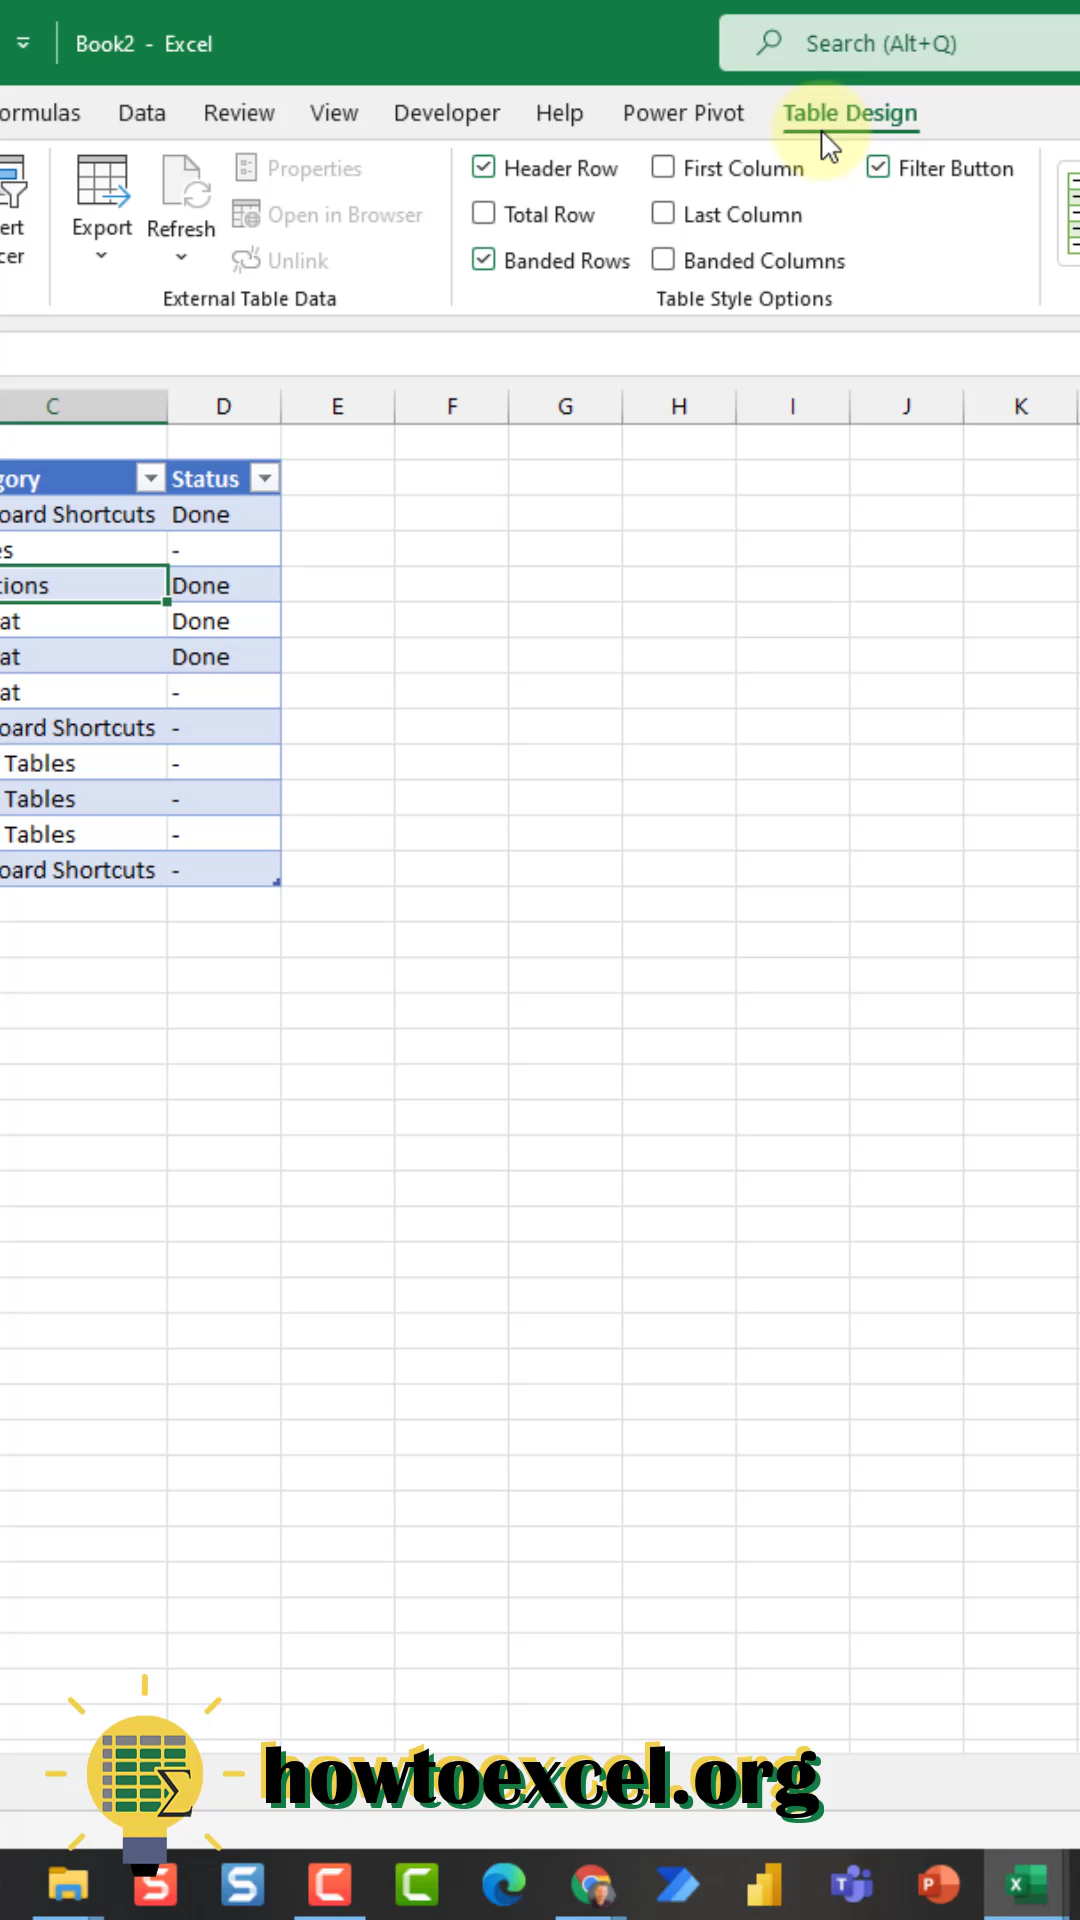 Book2 - Excel
Search (Alt+Q)
ormulas Data Review View Developer Help Power Pivot Table Design
ert
cer
Export
Refresh
Properties
Open in Browser
Unlink
External Table Data
Header Row
Total Row
Banded Rows
First Column
Last Column
Banded Columns
Filter Button
Table Style Options
C D E F G H I J K
gory Status
oard Shortcuts Done
es -
tions Done
at Done
at Done
at -
oard Shortcuts -
Tables -
Tables -
Tables -
oard Shortcuts -
Σ
howtoexcel.org
S S C C T P X